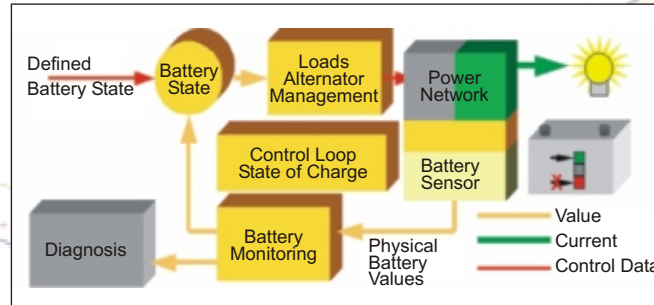 Defined
Battery State
Battery
State
Loads
Alternator
Management
Power
Network
Control Loop
State of Charge
Battery
Sensor
Diagnosis
Battery
Monitoring
Physical
Battery
Values
Value
Current
Control Data